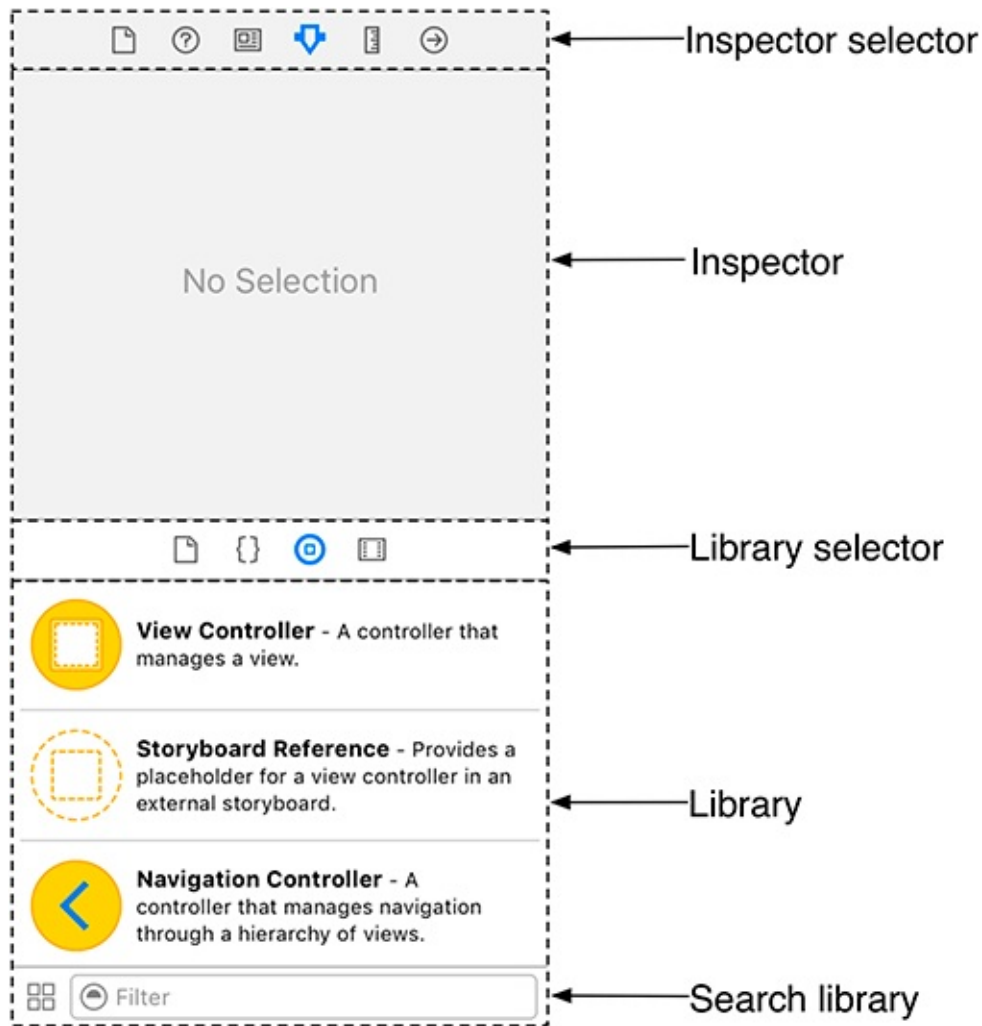 Inspector selector
No Selection
Inspector
Library selector
View Controller - A controller that
manages a view.
Storyboard Reference - Provides a
placeholder for a view controller in an
external storyboard.
Library
Navigation Controller - A
controller that manages navigation
through a hierarchy of views.
Filter
Search library